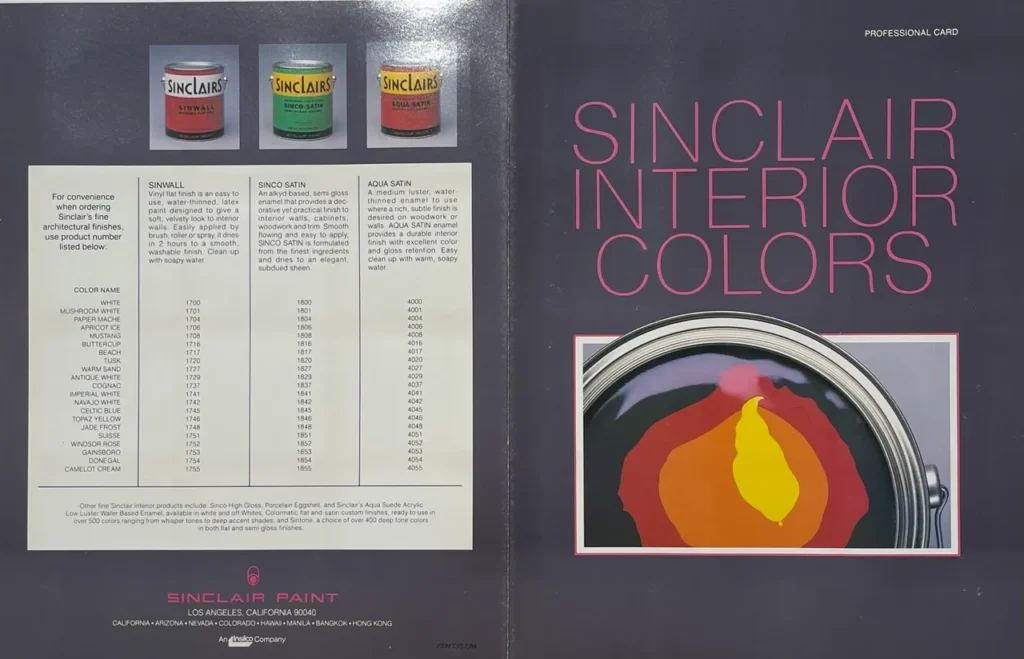 SINCLAIRS
SINWALL
SINCLAIRS
SINCO-SATIN
SINCLAIRS
AQUA SATIN
For convenience
when ordering
Sinclair's fine
architectural finishes,
use product number
listed below:
SINWALL
Vinyl flat finish is an easy to
use, water-thinned, latex
paint designed to give a
soft, velvety look to interior
walls. Easily applied by
brush, roller or spray, it dries
in 2 hours to a smooth,
washable finish. Clean up
with soapy water.
SINCO SATIN
An alkyd based, semi gloss
enamel that provides a dec-
orative yet practical finish to
interior walls, cabinets,
woodwork and trim. Smooth
flowing and easy to apply,
SINCO SATIN is formulated
from the finest ingredients
and dries to an elegant,
subdued sheen.
AQUA SATIN
A medium luster, water-
thinned enamel to use
where a rich, subtle finish is
desired on woodwork or
walls. AQUA SATIN enamel
provides a durable interior
finish with excellent color
and gloss retention. Easy
clean up with warm, soapy
water.
COLOR NAME
WHITE 1700 1800 4000
MUSHROOM WHITE 1701 1801 4001
PAPIER MACHE 1704 1804 4004
APRICOT ICE 1706 1806 4006
MUSTANG 1708 1808 4008
BUTTERCUP 1716 1816 4016
BEACH 1717 1817 4017
TUSK 1720 1820 4020
WARM SAND 1727 1827 4027
ANTIQUE WHITE 1729 1829 4029
COGNAC 1737 1837 4037
IMPERIAL WHITE 1741 1841 4041
NAVAJO WHITE 1742 1842 4042
CELTIC BLUE 1745 1845 4045
TOPAZ YELLOW 1746 1846 4046
JADE FROST 1748 1848 4048
SUISSE 1751 1851 4051
WINDSOR ROSE 1752 1852 4052
GAINSBORO 1753 1853 4053
DONEGAL 1754 1854 4054
CAMELOT CREAM 1755 1855 4055
Other fine Sinclair interior products include: Sinco High Gloss, Porcelain Eggshell, and Sinclair's Aqua Suede Acrylic
Low Luster Water Based Enamel, available in white and off-Whites, Colormatic flat and satin custom finishes, ready to use in
over 500 colors ranging from whisper tones to deep accent shades, and Sintone, a choice of over 400 deep tone colors
in both flat and semi-gloss finishes.
SINCLAIR PAINT
LOS ANGELES, CALIFORNIA 90040
CALIFORNIA • ARIZONA • NEVADA • COLORADO • HAWAII • MANILA • BANGKOK • HONG KONG
An Insilco Company
PROFESSIONAL CARD
SINCLAIR
INTERIOR
COLORS